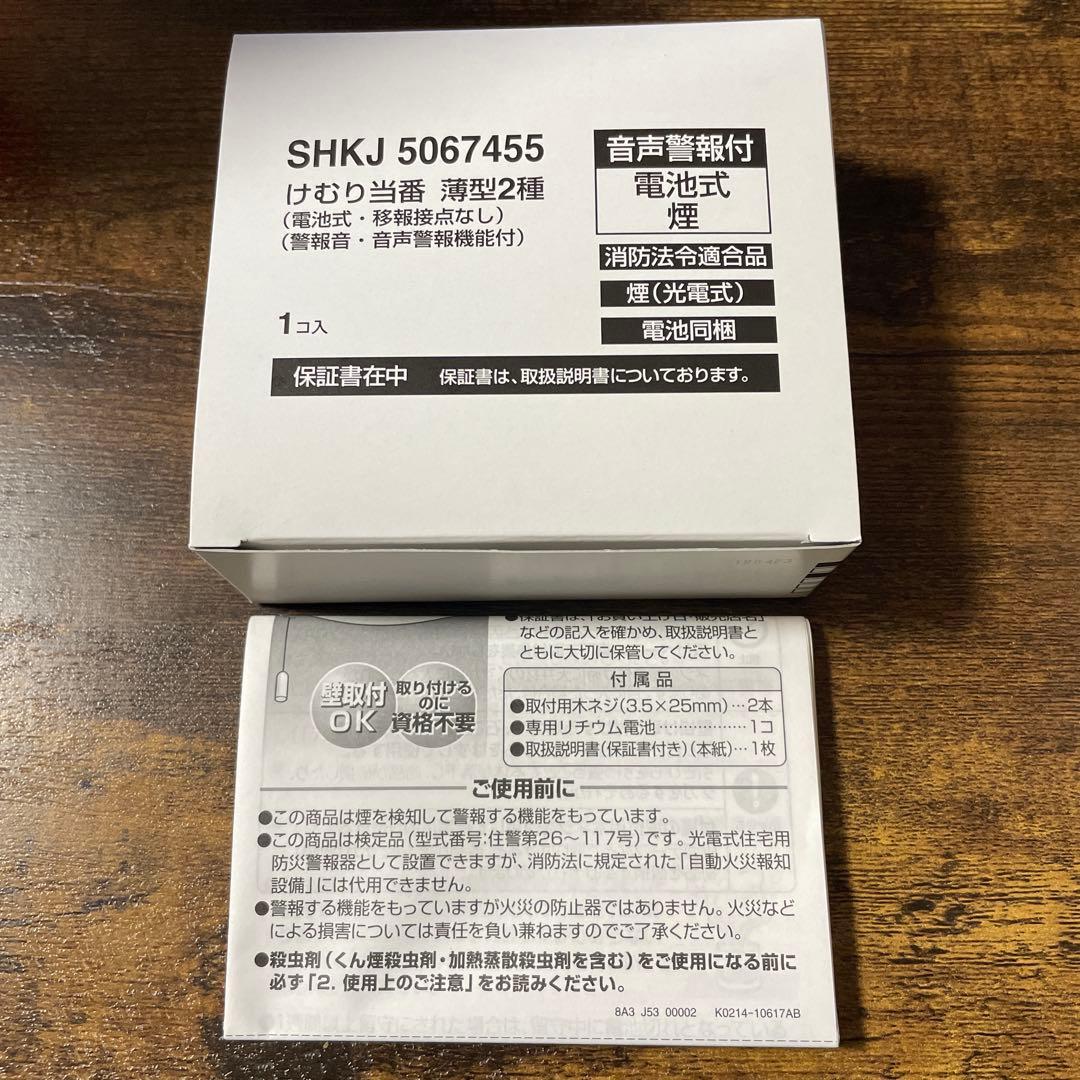 SHKJ 5067455
けむり当番 薄型2種
(電池式・移報接点なし)
(警報音・音声警報機能付)
1コ入
音声警報付
電池式
煙
消防法令適合品
煙(光電式)
電池同梱
保証書在中 保証書は、取扱説明書についております。
などの記入を確かめ、取扱説明書と
ともに大切に保管してください。
壁取付
OK
取り付ける
のに
資格不要
付属品
●取付用木ネジ(3.5×25mm)…2本
●専用リチウム電池……………1コ
●取扱説明書(保証書付き)(本紙)…1枚
ご使用前に
●この商品は煙を検知して警報する機能をもっています。
●この商品は検定品(型式番号:住警第26〜117号)です。光電式住宅用
防災警報器として設置できますが、消防法に規定された「自動火災報知
設備」には代用できません。
●警報する機能をもっていますが火災の防止器ではありません。火災など
による損害については責任を負い兼ねますのでご了承ください。
●殺虫剤(くん煙殺虫剤・加熱蒸散殺虫剤を含む)をご使用になる前に
必ず「2. 使用上のご注意」をお読みください。
8A3 J53 00002 K0214-10617AB